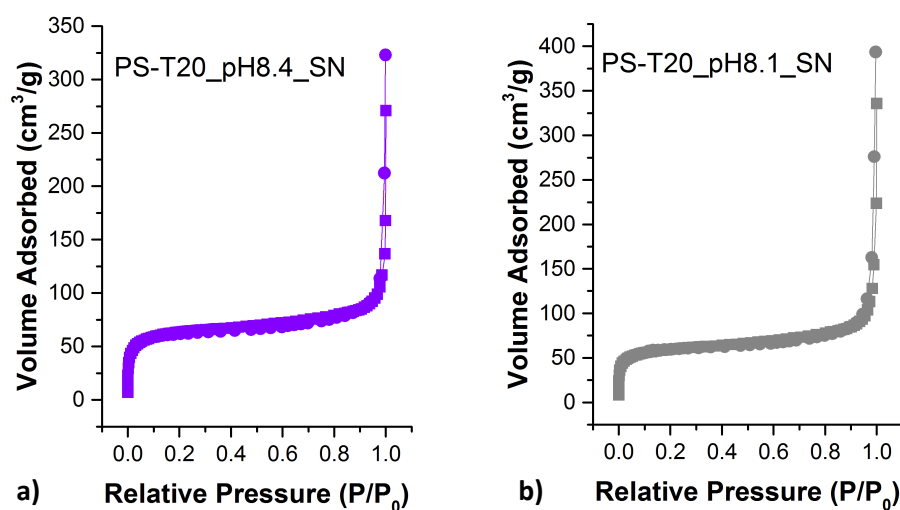 PS-T20_pH8.4_SN
Volume Adsorbed (cm³/g)
350
300
250
200
150
100
50
0
0.0 0.2 0.4 0.6 0.8 1.0
Relative Pressure (P/P₀)
a)
PS-T20_pH8.1_SN
Volume Adsorbed (cm³/g)
400
350
300
250
200
150
100
50
0
0.0 0.2 0.4 0.6 0.8 1.0
Relative Pressure (P/P₀)
b)